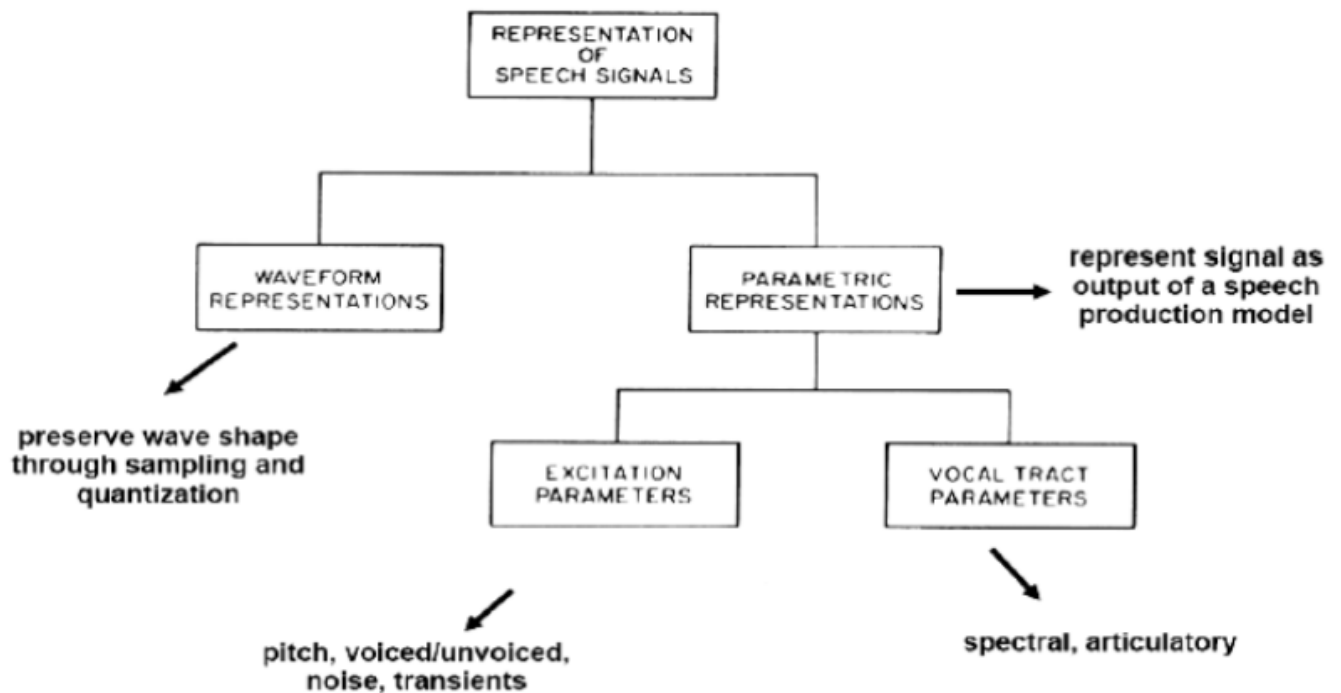 REPRESENTATION
OF
SPEECH SIGNALS
WAVEFORM
REPRESENTATIONS
PARAMETRIC
REPRESENTATIONS
represent signal as
output of a speech
production model
preserve wave shape
through sampling and
quantization
EXCITATION
PARAMETERS
VOCAL TRACT
PARAMETERS
pitch, voiced/unvoiced,
noise, transients
spectral, articulatory